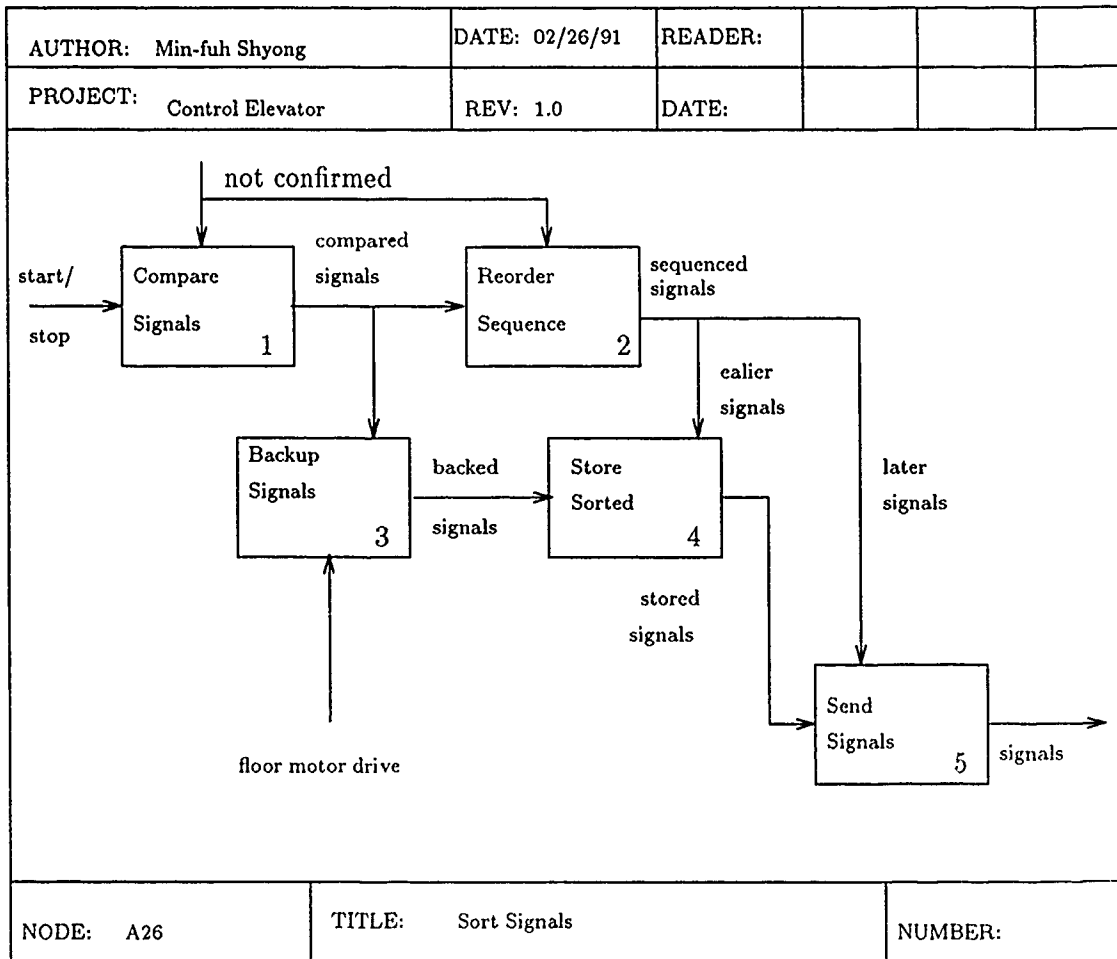 AUTHOR: Min-fuh Shyong
DATE: 02/26/91
READER:
PROJECT: Control Elevator
REV: 1.0
DATE:
not confirmed
start/
stop
Compare
Signals
1
compared
signals
Reorder
Sequence
2
sequenced
signals
ealier
signals
Backup
Signals
3
backed
signals
Store
Sorted
4
later
signals
stored
signals
floor motor drive
Send
Signals
5
signals
NODE: A26
TITLE: Sort Signals
NUMBER: